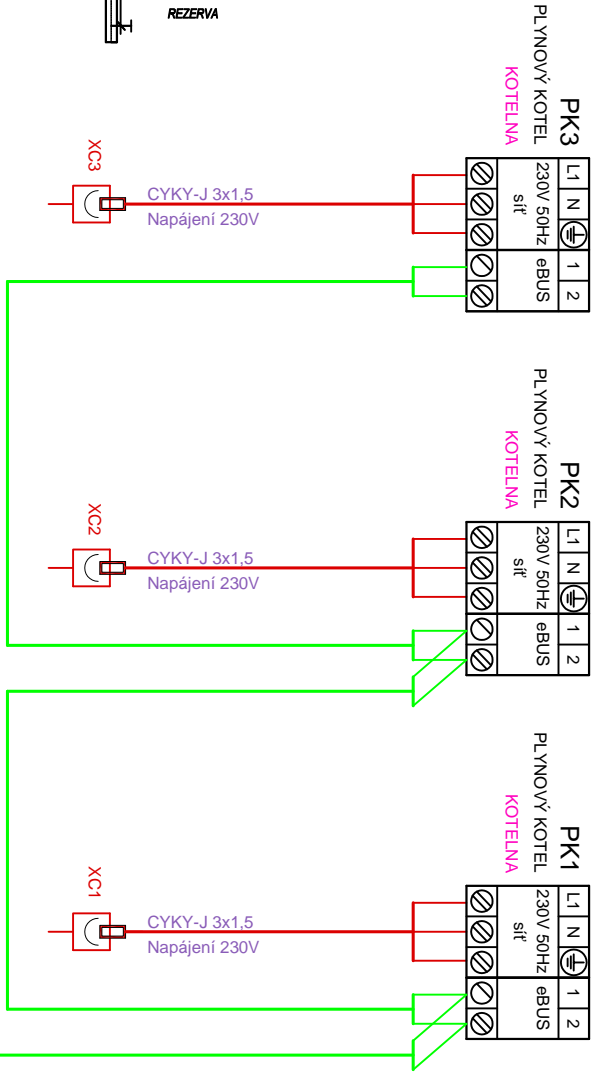 REZERVA
PK3
PLYNOVÝ KOTEL
KOTELNA
L1 N 1 2
230V 50Hz eBUS
síť
XC3
CYKY-J 3x1,5
Napájení 230V
PK2
PLYNOVÝ KOTEL
KOTELNA
L1 N 1 2
230V 50Hz eBUS
síť
XC2
CYKY-J 3x1,5
Napájení 230V
PK1
PLYNOVÝ KOTEL
KOTELNA
L1 N 1 2
230V 50Hz eBUS
síť
XC1
CYKY-J 3x1,5
Napájení 230V